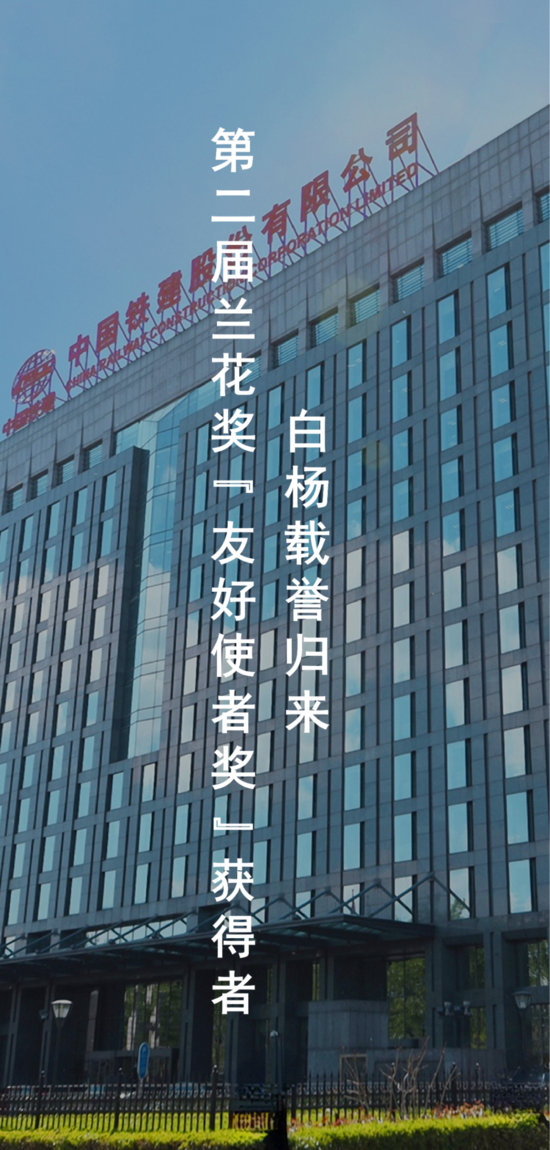 白杨载誉归来
第二届兰花奖『友好使者奖』获得者
中国铁建股份有限公司
CHINA RAILWAY CONSTRUCTION CORPORATION LIMITED
中国铁建